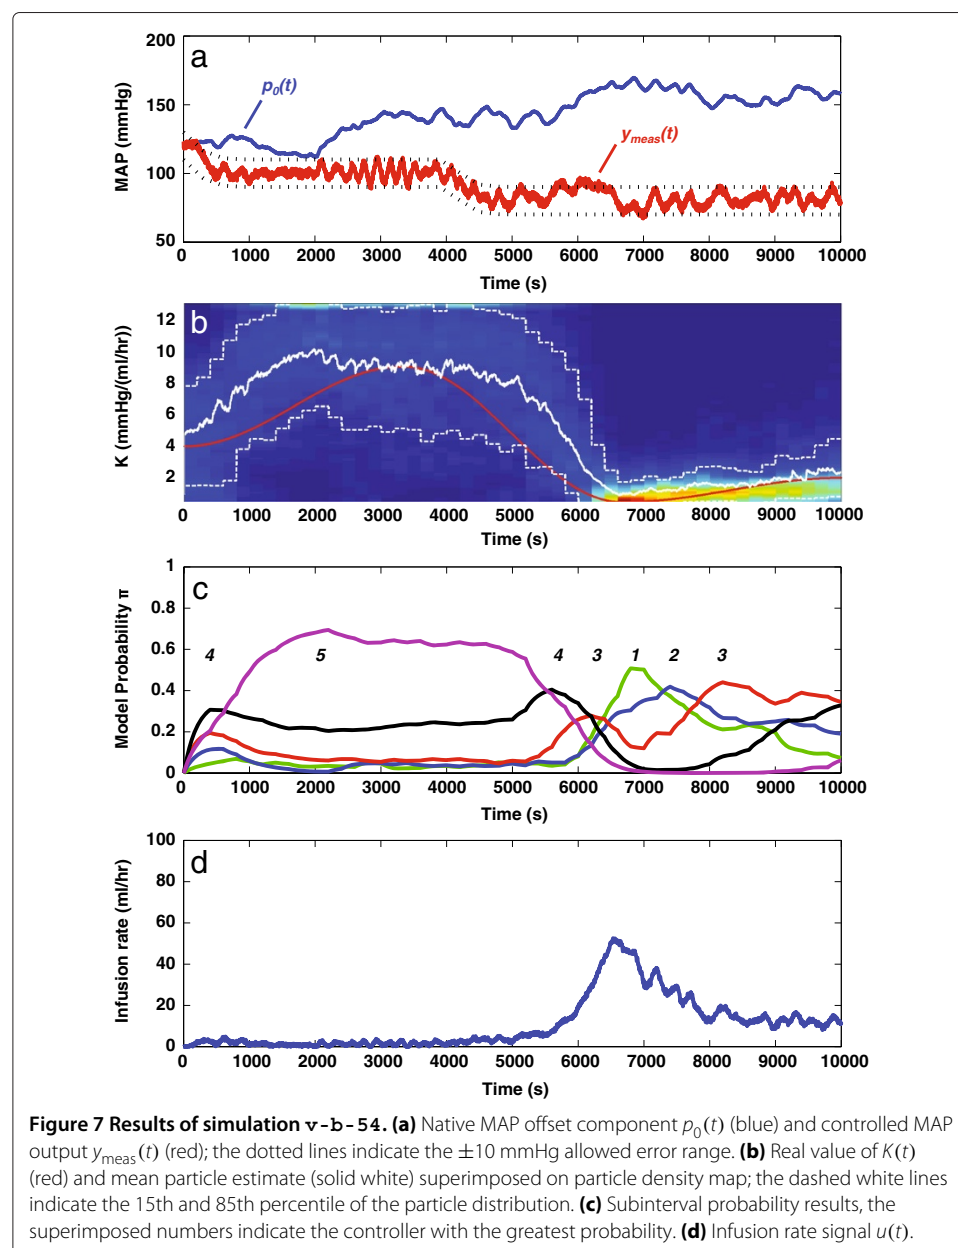 a
200
150
100
50
MAP (mmHg)
p0(t)
ymeas(t)
0 1000 2000 3000 4000 5000 6000 7000 8000 9000 10000
Time (s)
b
12
10
8
6
4
2
K (mmHg/(ml/hr))
0 1000 2000 3000 4000 5000 6000 7000 8000 9000 10000
Time (s)
c
1
0.8
0.6
0.4
0.2
0
Model Probability π
4 5 4 3 1 2 3
0 1000 2000 3000 4000 5000 6000 7000 8000 9000 10000
Time (s)
d
100
80
60
40
20
0
Infusion rate (ml/hr)
0 1000 2000 3000 4000 5000 6000 7000 8000 9000 10000
Time (s)
Figure 7 Results of simulation v-b-54. (a) Native MAP offset component p0(t) (blue) and controlled MAP
output ymeas(t) (red); the dotted lines indicate the ±10 mmHg allowed error range. (b) Real value of K(t)
(red) and mean particle estimate (solid white) superimposed on particle density map; the dashed white lines
indicate the 15th and 85th percentile of the particle distribution. (c) Subinterval probability results, the
superimposed numbers indicate the controller with the greatest probability. (d) Infusion rate signal u(t).